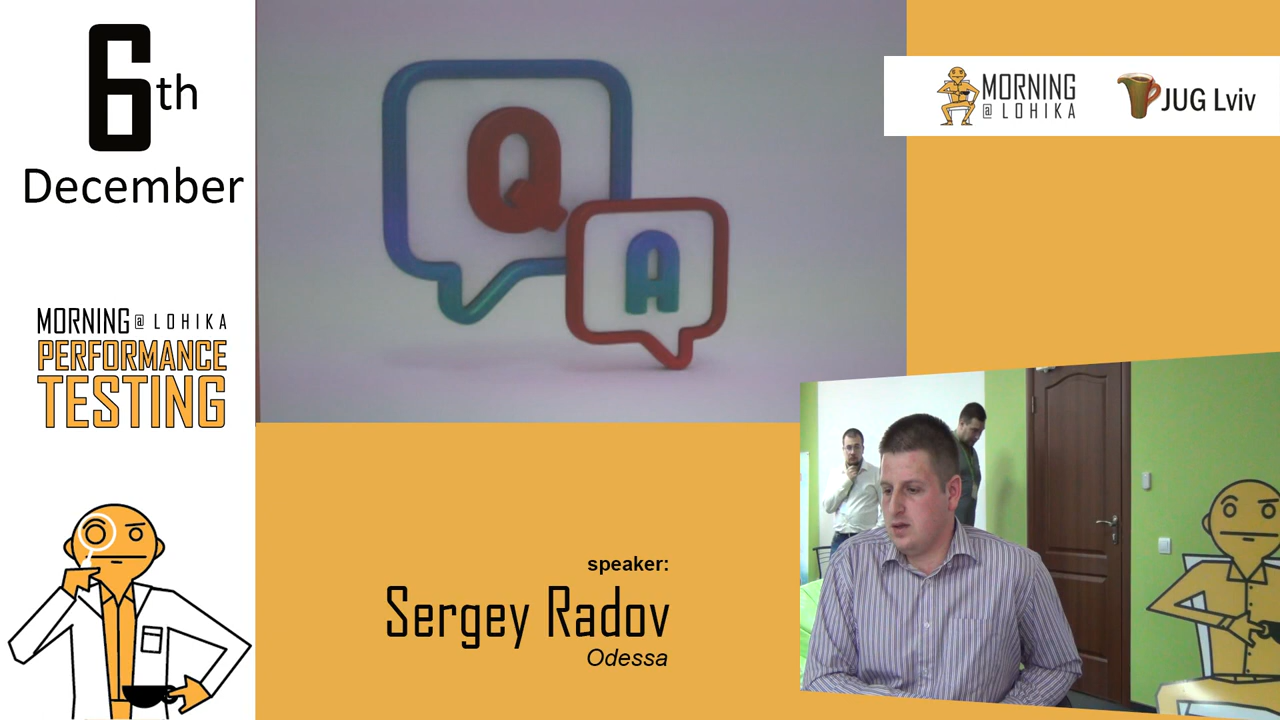 6th
December
MORNING @ LOHIKA
PERFORMANCE
TESTING
Q
A
MORNING
@ LOHIKA
JUG Lviv
speaker:
Sergey Radov
Odessa